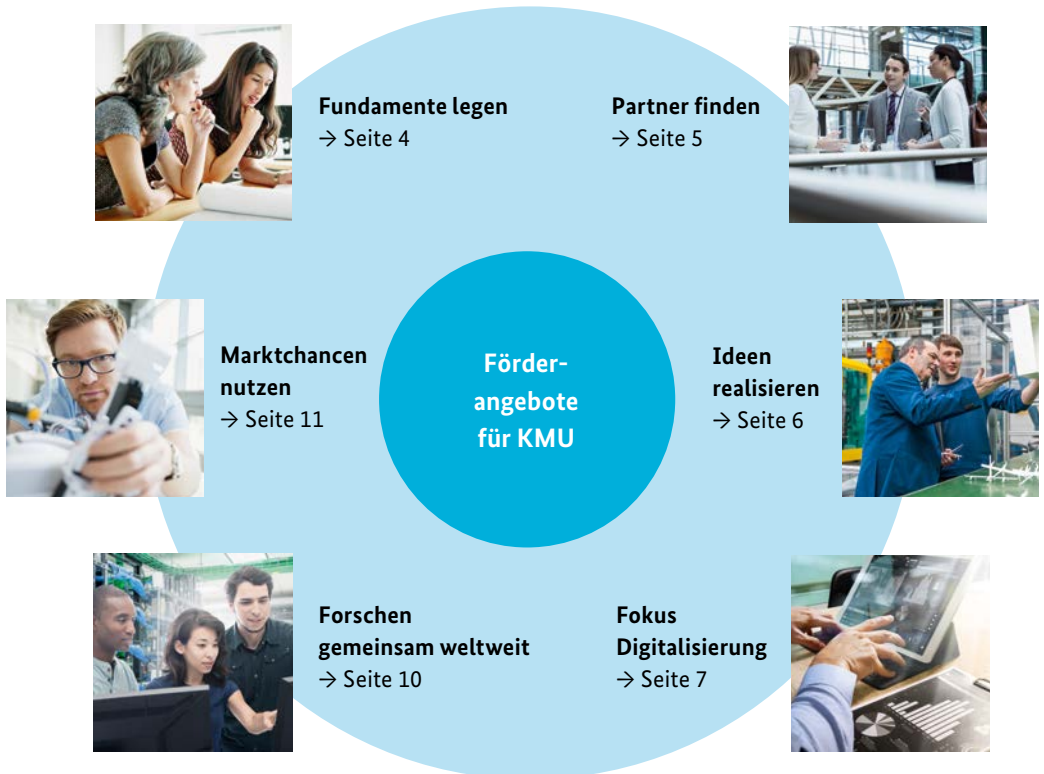 Fundamente legen
→ Seite 4
Partner finden
→ Seite 5
Marktchancen
nutzen
→ Seite 11
Förder-
angebote
für KMU
Ideen
realisieren
→ Seite 6
Forschen
gemeinsam weltweit
→ Seite 10
Fokus
Digitalisierung
→ Seite 7